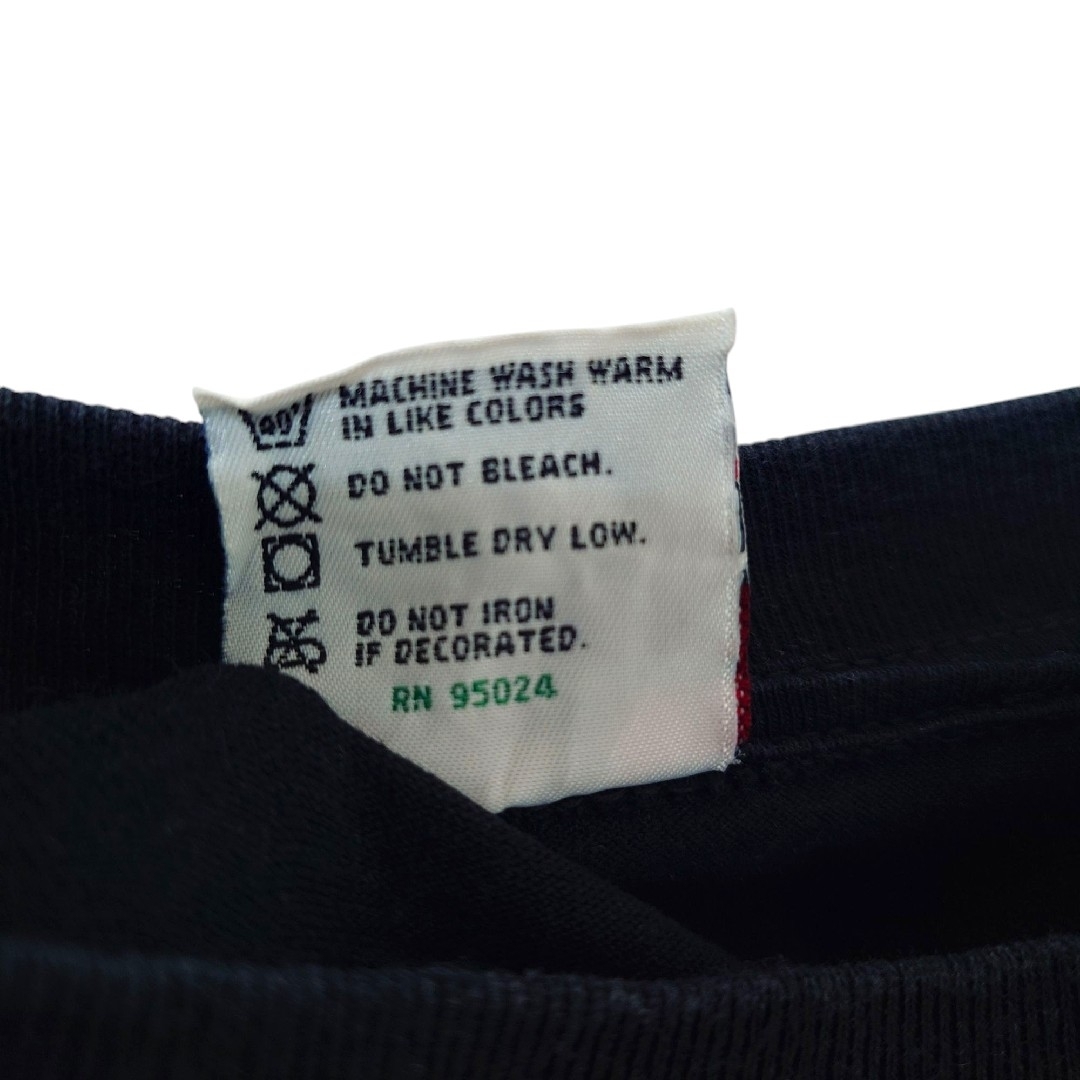 MACHINE WASH WARM
40
IN LIKE COLORS
DO NOT BLEACH.
TUMBLE DRY LOW.
DO NOT IRON
IF DECORATED.
RN 95024